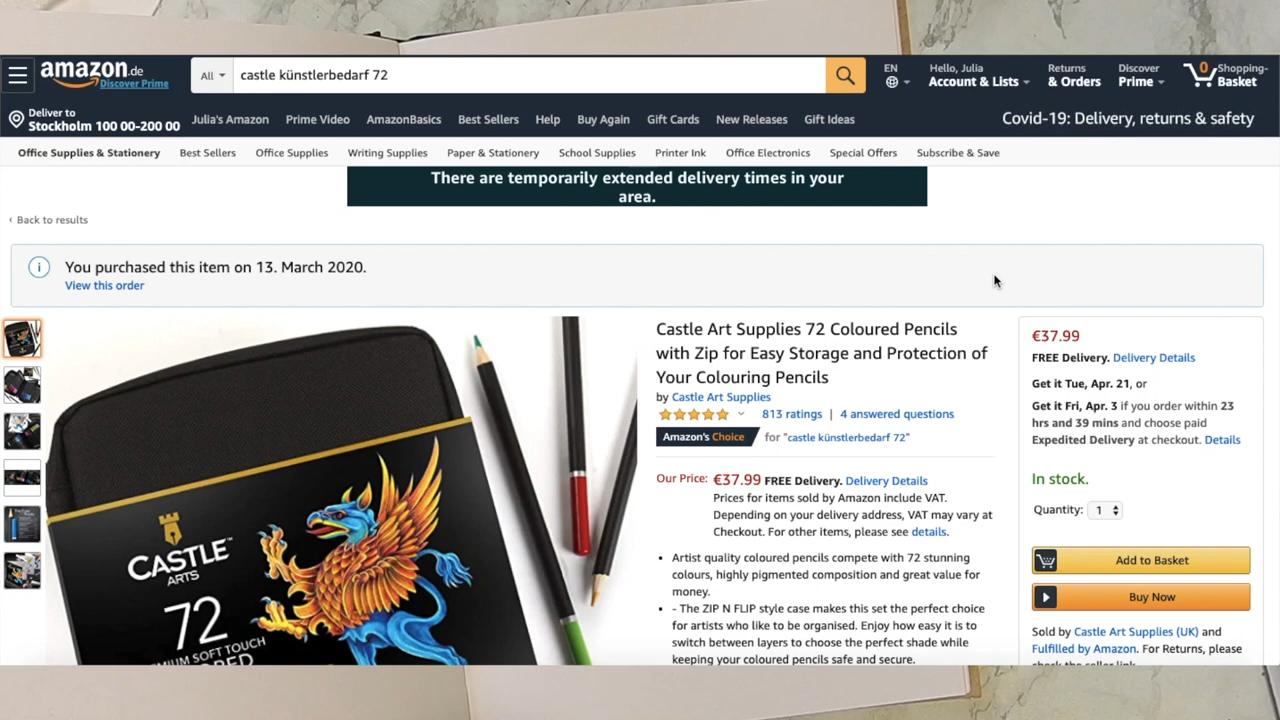 amazon.de
Discover Prime
All
castle künstlerbedarf 72
EN
Hello, Julia
Account & Lists
Returns
& Orders
Discover
Prime
0
Shopping-
Basket
Deliver to
Stockholm 100 00-200 00
Julia's Amazon
Prime Video
AmazonBasics
Best Sellers
Help
Buy Again
Gift Cards
New Releases
Gift Ideas
Covid-19: Delivery, returns & safety
Office Supplies & Stationery
Best Sellers
Office Supplies
Writing Supplies
Paper & Stationery
School Supplies
Printer Ink
Office Electronics
Special Offers
Subscribe & Save
There are temporarily extended delivery times in your
area.
‹ Back to results
You purchased this item on 13. March 2020.
View this order
CASTLE™
ARTS
72
Castle Art Supplies 72 Coloured Pencils
with Zip for Easy Storage and Protection of
Your Colouring Pencils
by Castle Art Supplies
813 ratings | 4 answered questions
Amazon's Choice for "castle künstlerbedarf 72"
Our Price: €37.99 FREE Delivery. Delivery Details
Prices for items sold by Amazon include VAT.
Depending on your delivery address, VAT may vary at
Checkout. For other items, please see details.
• Artist quality coloured pencils compete with 72 stunning
colours, highly pigmented composition and great value for
money.
• - The ZIP N FLIP style case makes this set the perfect choice
for artists who like to be organised. Enjoy how easy it is to
switch between layers to choose the perfect shade while
keeping your coloured pencils safe and secure.
€37.99
FREE Delivery. Delivery Details
Get it Tue, Apr. 21, or
Get it Fri, Apr. 3 if you order within 23
hrs and 39 mins and choose paid
Expedited Delivery at checkout. Details
In stock.
Quantity: 1
Add to Basket
Buy Now
Sold by Castle Art Supplies (UK) and
Fulfilled by Amazon. For Returns, please